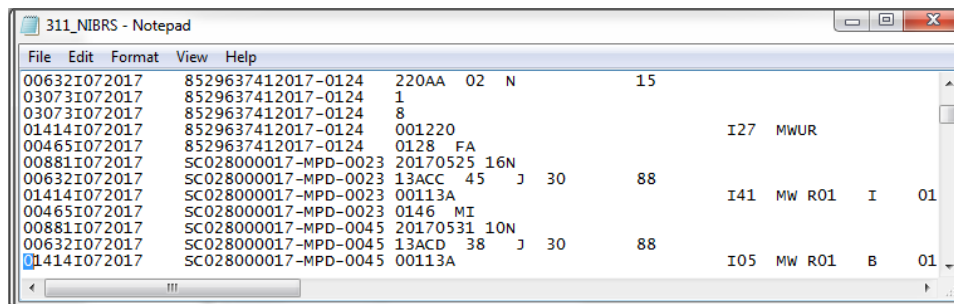 311_NIBRS - Notepad
File Edit Format View Help
00632I072017 8529637412017-0124 220AA 02 N 15
03073I072017 8529637412017-0124 1
03073I072017 8529637412017-0124 8
01414I072017 8529637412017-0124 001220 I27 MWUR
00465I072017 8529637412017-0124 0128 FA
00881I072017 SC028000017-MPD-0023 20170525 16N
00632I072017 SC028000017-MPD-0023 13ACC 45 J 30 88
01414I072017 SC028000017-MPD-0023 00113A I41 MW R01 I 01
00465I072017 SC028000017-MPD-0023 0146 MI
00881I072017 SC028000017-MPD-0045 20170531 10N
00632I072017 SC028000017-MPD-0045 13ACD 38 J 30 88
01414I072017 SC028000017-MPD-0045 00113A I05 MW R01 B 01